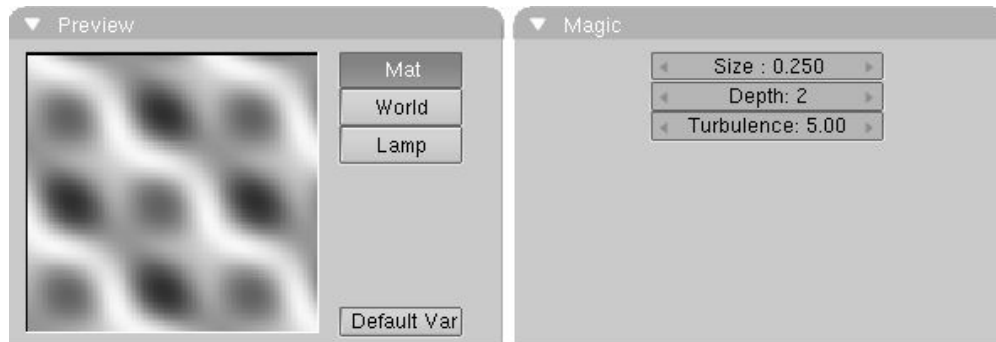 Preview
Mat
World
Lamp
Default Var
Magic
Size : 0.250
Depth: 2
Turbulence: 5.00